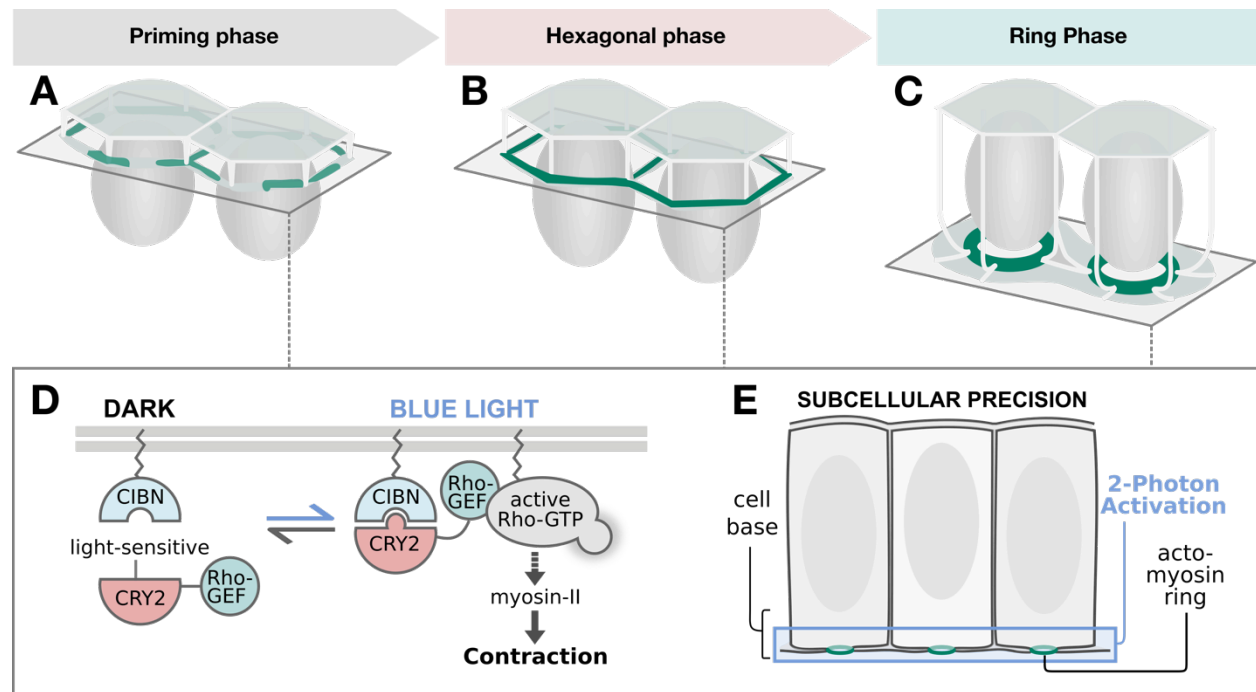 Priming phase
Hexagonal phase
Ring Phase
A
B
C
D
DARK
BLUE LIGHT
CIBN
light-sensitive
CRY2
Rho-
GEF
CIBN
CRY2
Rho-
GEF
active
Rho-GTP
myosin-II
Contraction
E
SUBCELLULAR PRECISION
cell
base
2-Photon
Activation
acto-
myosin
ring